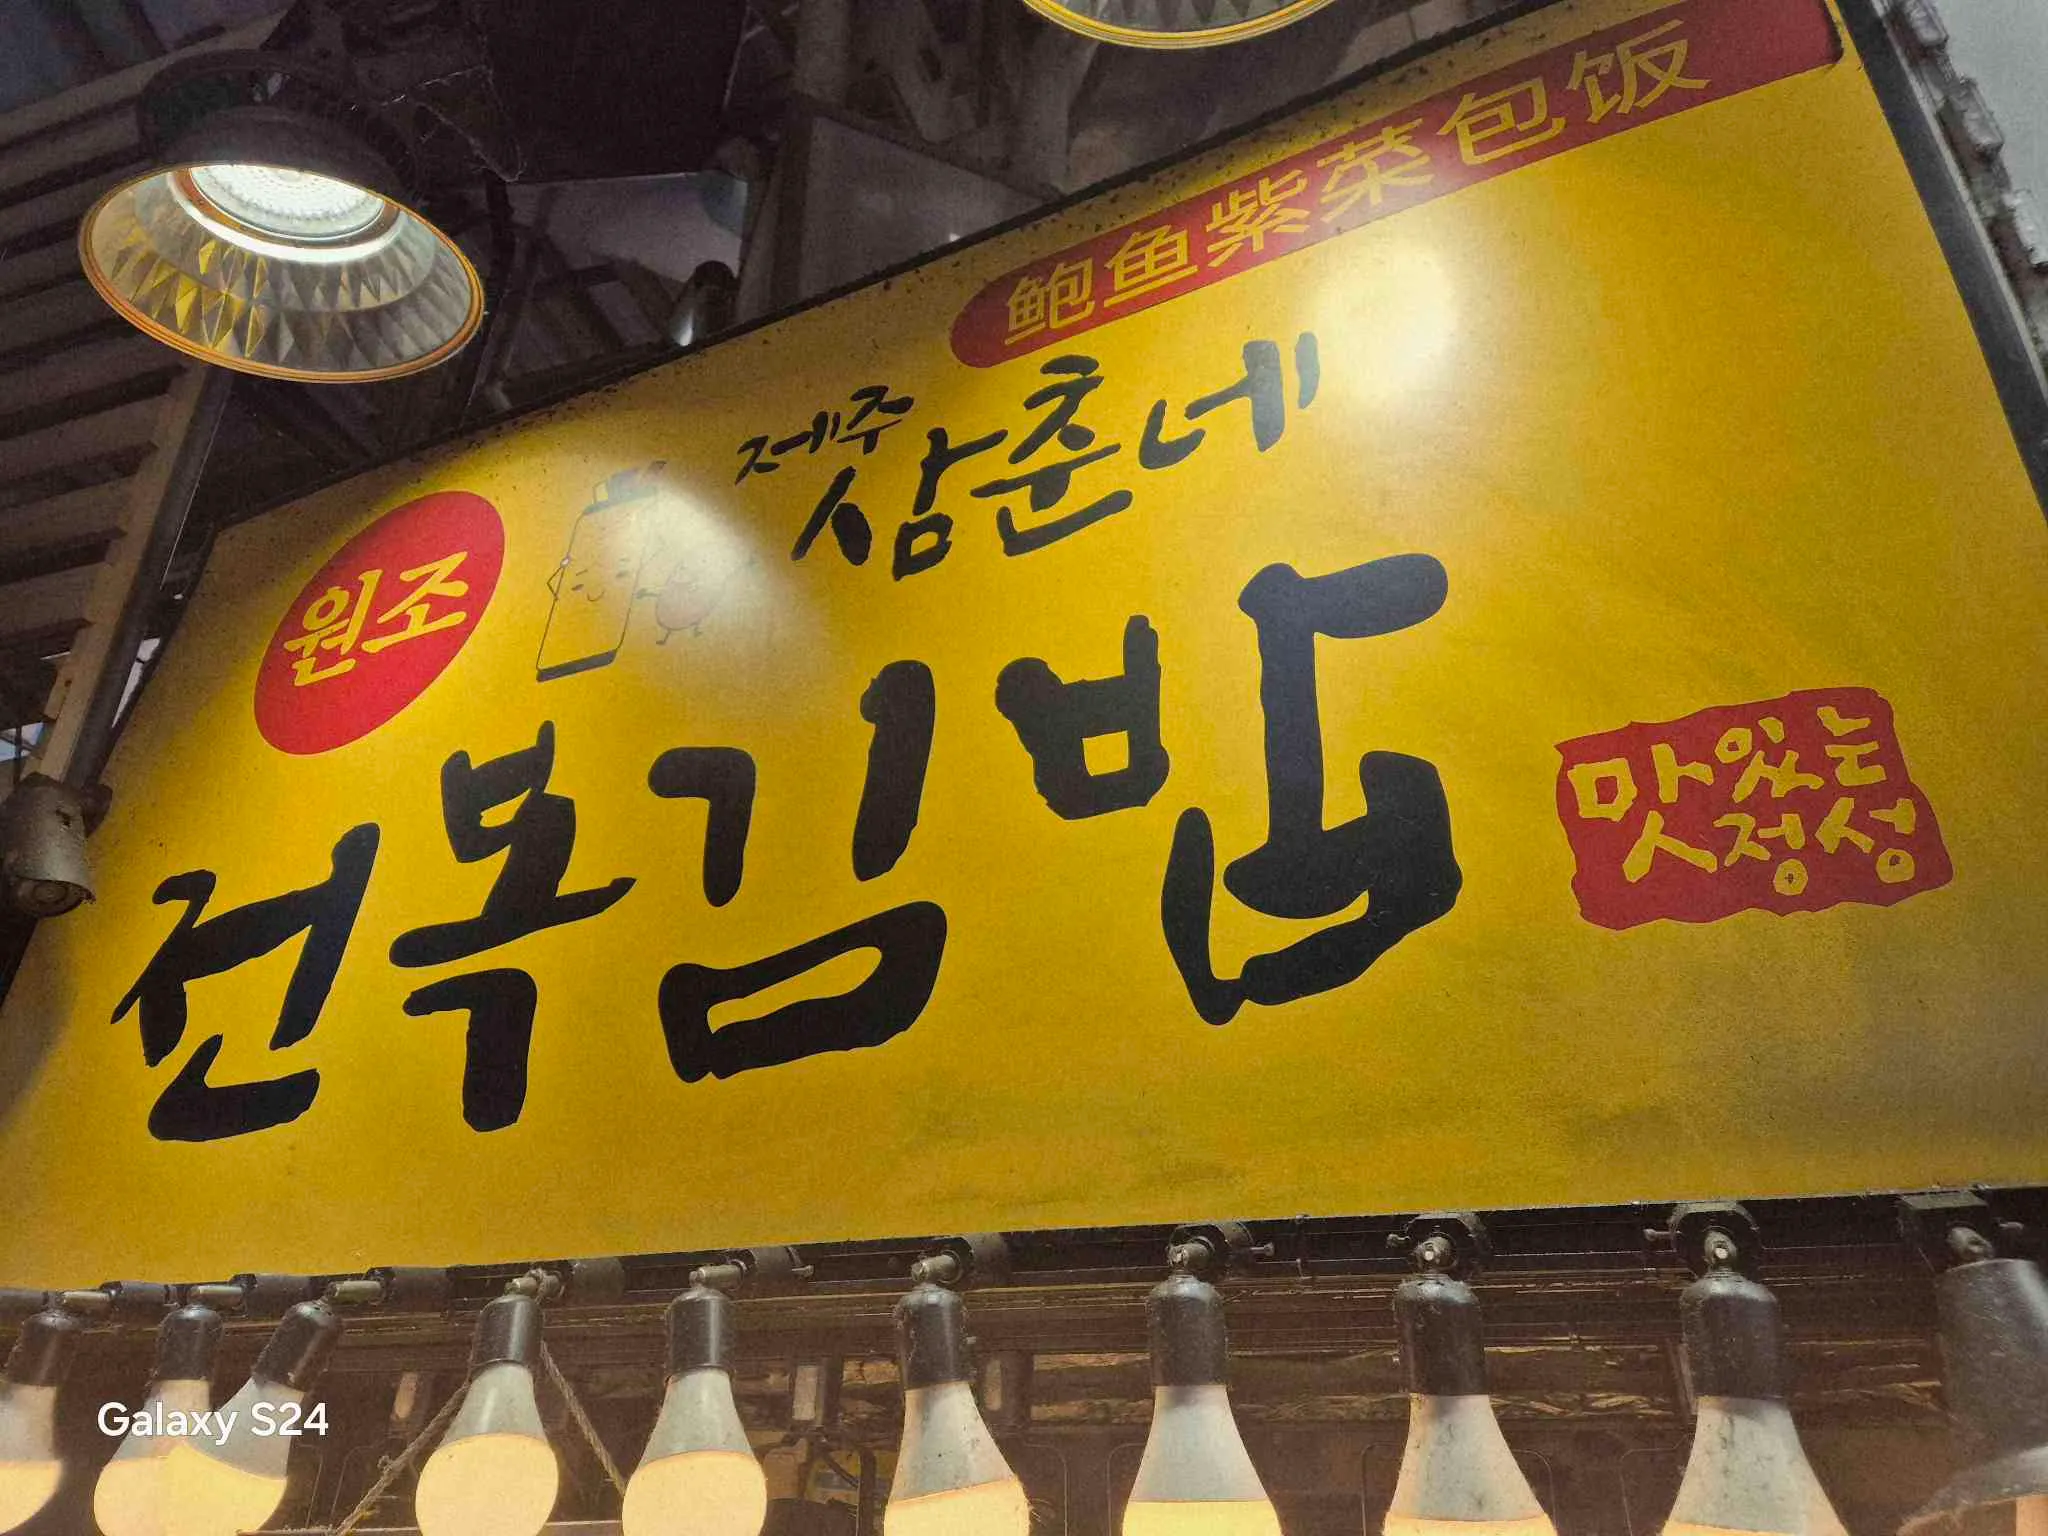 鲍鱼紫菜包饭
제주
삼춘네
원조
전복김밥
맛있는
정성
Galaxy S24